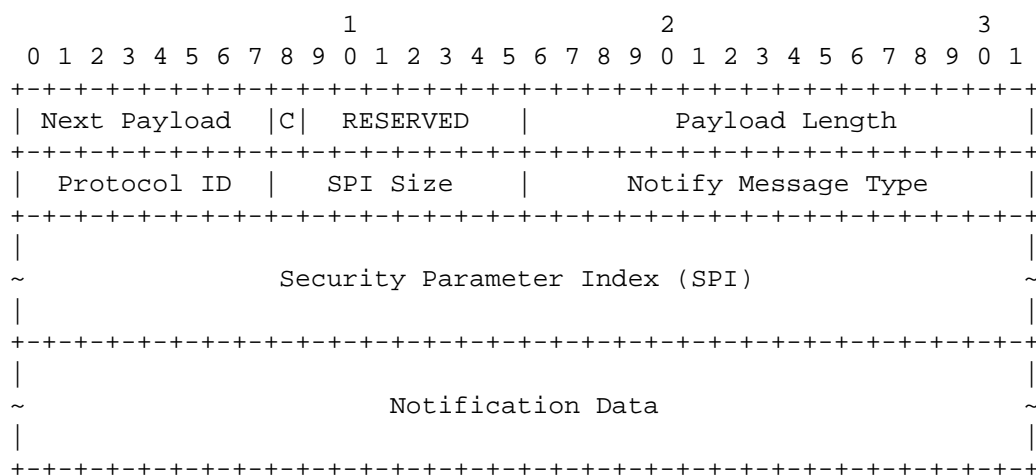 1                   2                   3
 0 1 2 3 4 5 6 7 8 9 0 1 2 3 4 5 6 7 8 9 0 1 2 3 4 5 6 7 8 9 0 1
+-+-+-+-+-+-+-+-+-+-+-+-+-+-+-+-+-+-+-+-+-+-+-+-+-+-+-+-+-+-+-+-+
| Next Payload  |C|  RESERVED   |         Payload Length        |
+-+-+-+-+-+-+-+-+-+-+-+-+-+-+-+-+-+-+-+-+-+-+-+-+-+-+-+-+-+-+-+-+
|  Protocol ID  |   SPI Size    |      Notify Message Type      |
+-+-+-+-+-+-+-+-+-+-+-+-+-+-+-+-+-+-+-+-+-+-+-+-+-+-+-+-+-+-+-+-+
|                                                               |
~                Security Parameter Index (SPI)                 ~
|                                                               |
+-+-+-+-+-+-+-+-+-+-+-+-+-+-+-+-+-+-+-+-+-+-+-+-+-+-+-+-+-+-+-+-+
|                                                               |
~                       Notification Data                       ~
|                                                               |
+-+-+-+-+-+-+-+-+-+-+-+-+-+-+-+-+-+-+-+-+-+-+-+-+-+-+-+-+-+-+-+-+